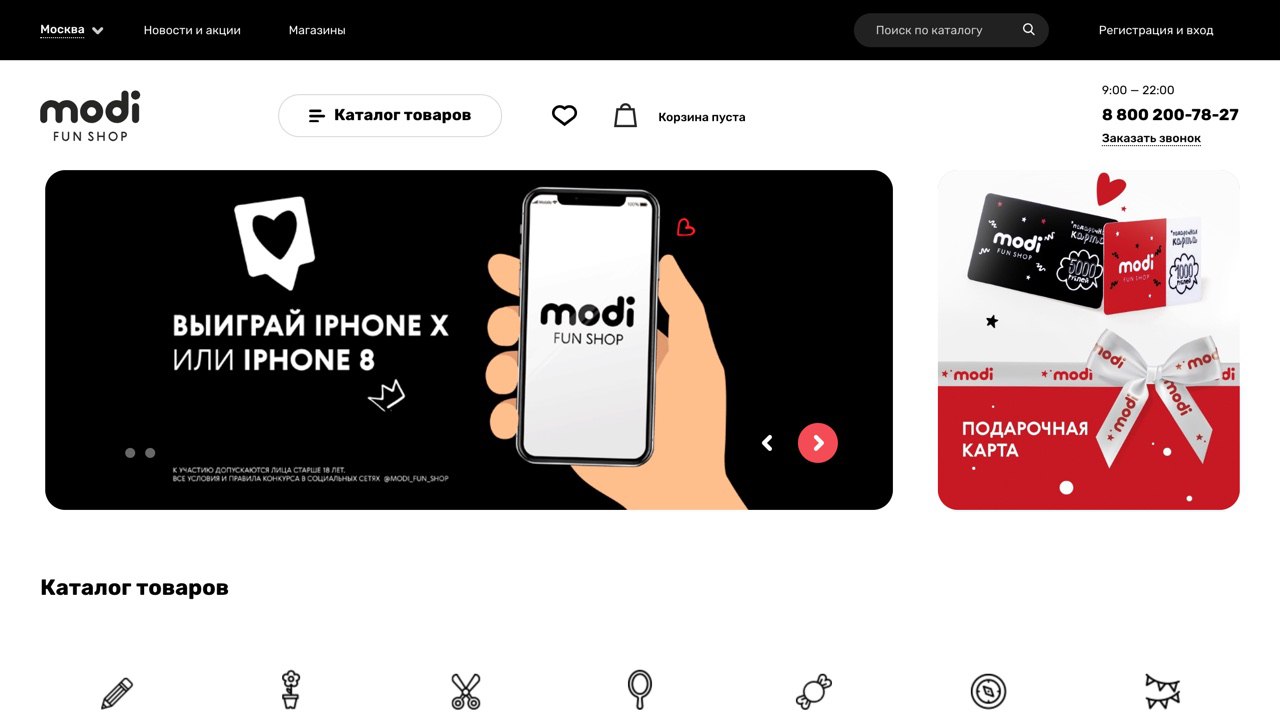 Москва
Новости и акции
Магазины
Поиск по каталогу
Регистрация и вход
modi
FUN SHOP
Каталог товаров
Корзина пуста
9:00 — 22:00
8 800 200-78-27
Заказать звонок
ВЫИГРАЙ IPHONE X
ИЛИ IPHONE 8
К УЧАСТИЮ ДОПУСКАЮТСЯ ЛИЦА СТАРШЕ 18 ЛЕТ.
ВСЕ УСЛОВИЯ И ПРАВИЛА КОНКУРСА В СОЦИАЛЬНЫХ СЕТЯХ @MODI_FUN_SHOP
100%
modi
FUN SHOP
modi
FUN SHOP
ПОДАРОЧНАЯ
КАРТА
5000
РУБЛЕЙ
modi
FUN SHOP
ПОДАРОЧНАЯ
КАРТА
1000
РУБЛЕЙ
modi
modi
modi
modi
modi
modi
ПОДАРОЧНАЯ
КАРТА
Каталог товаров